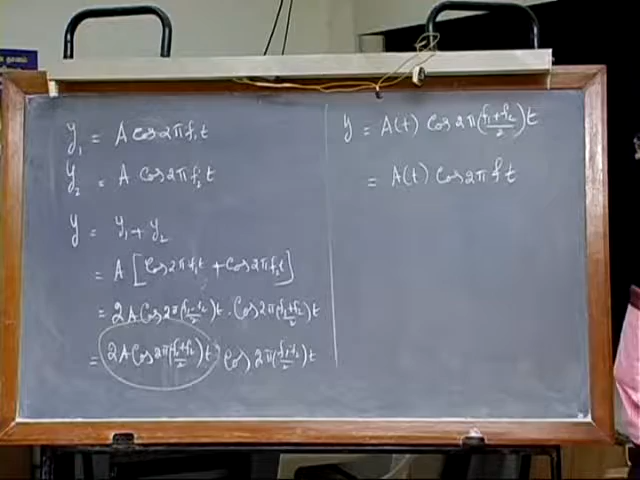 y₁ = A cos 2π f₁ t
y₂ = A cos 2π f₂ t
y = y₁ + y₂
= A [cos 2π f₁ t + cos 2π f₂ t]
= 2A cos 2π (f₁-f₂/2) t . cos 2π (f₁+f₂/2) t
= 2A cos 2π (f₁+f₂/2) t cos 2π (f₁-f₂/2) t
y = A(t) cos 2π (f₁+f₂/2) t
= A(t) cos 2π f t